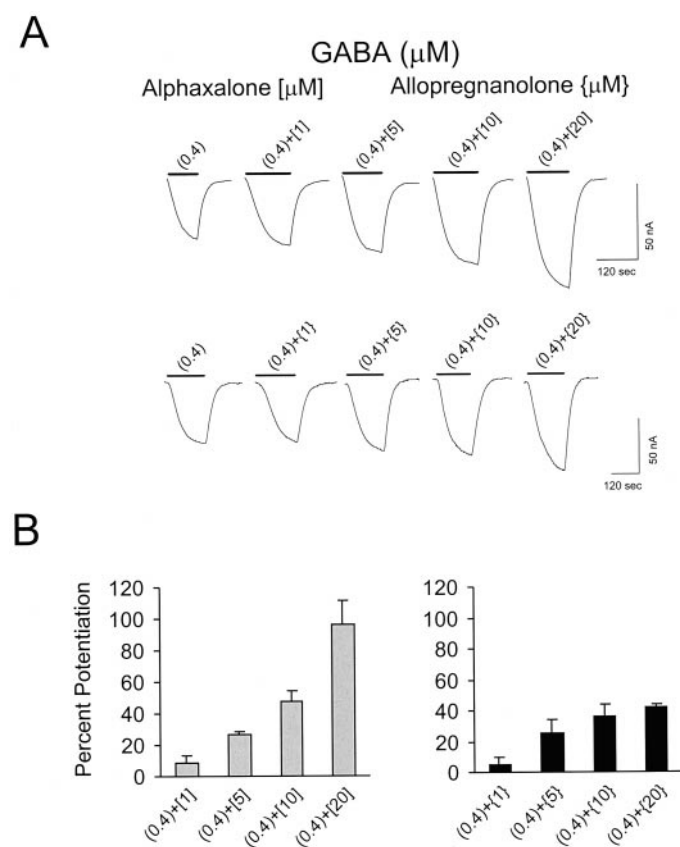 A
GABA (μM)
Alphaxalone [μM] Allopregnanolone {μM}
(0.4) (0.4)+[1] (0.4)+[5] (0.4)+[10] (0.4)+[20]
50 nA
120 sec
(0.4) (0.4)+{1} (0.4)+{5} (0.4)+{10} (0.4)+{20}
50 nA
120 sec
B
Percent Potentiation
120
100
80
60
40
20
0
(0.4)+[1] (0.4)+[5] (0.4)+[10] (0.4)+[20]
120
100
80
60
40
20
0
(0.4)+{1} (0.4)+{5} (0.4)+{10} (0.4)+{20}